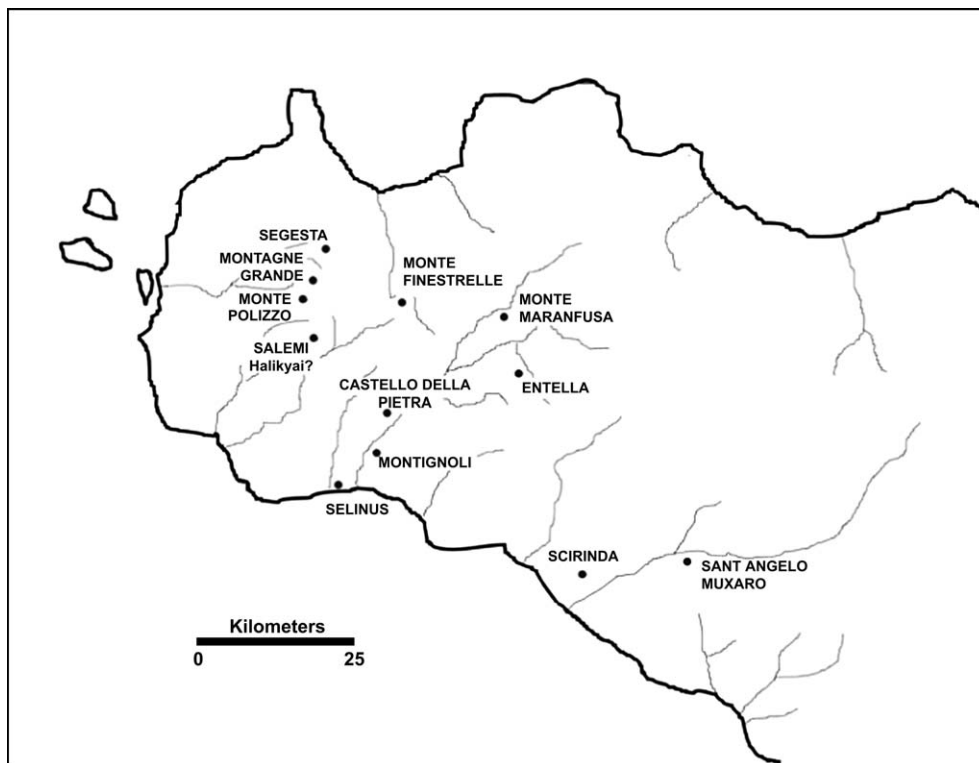 SEGESTA
MONTAGNE
GRANDE
MONTE
POLIZZO
SALEMI
Halikyai?
MONTE
FINESTRELLE
MONTE
MARANFUSA
ENTELLA
CASTELLO DELLA
PIETRA
MONTIGNOLI
SELINUS
SCIRINDA
SANT ANGELO
MUXARO
Kilometers
0 25